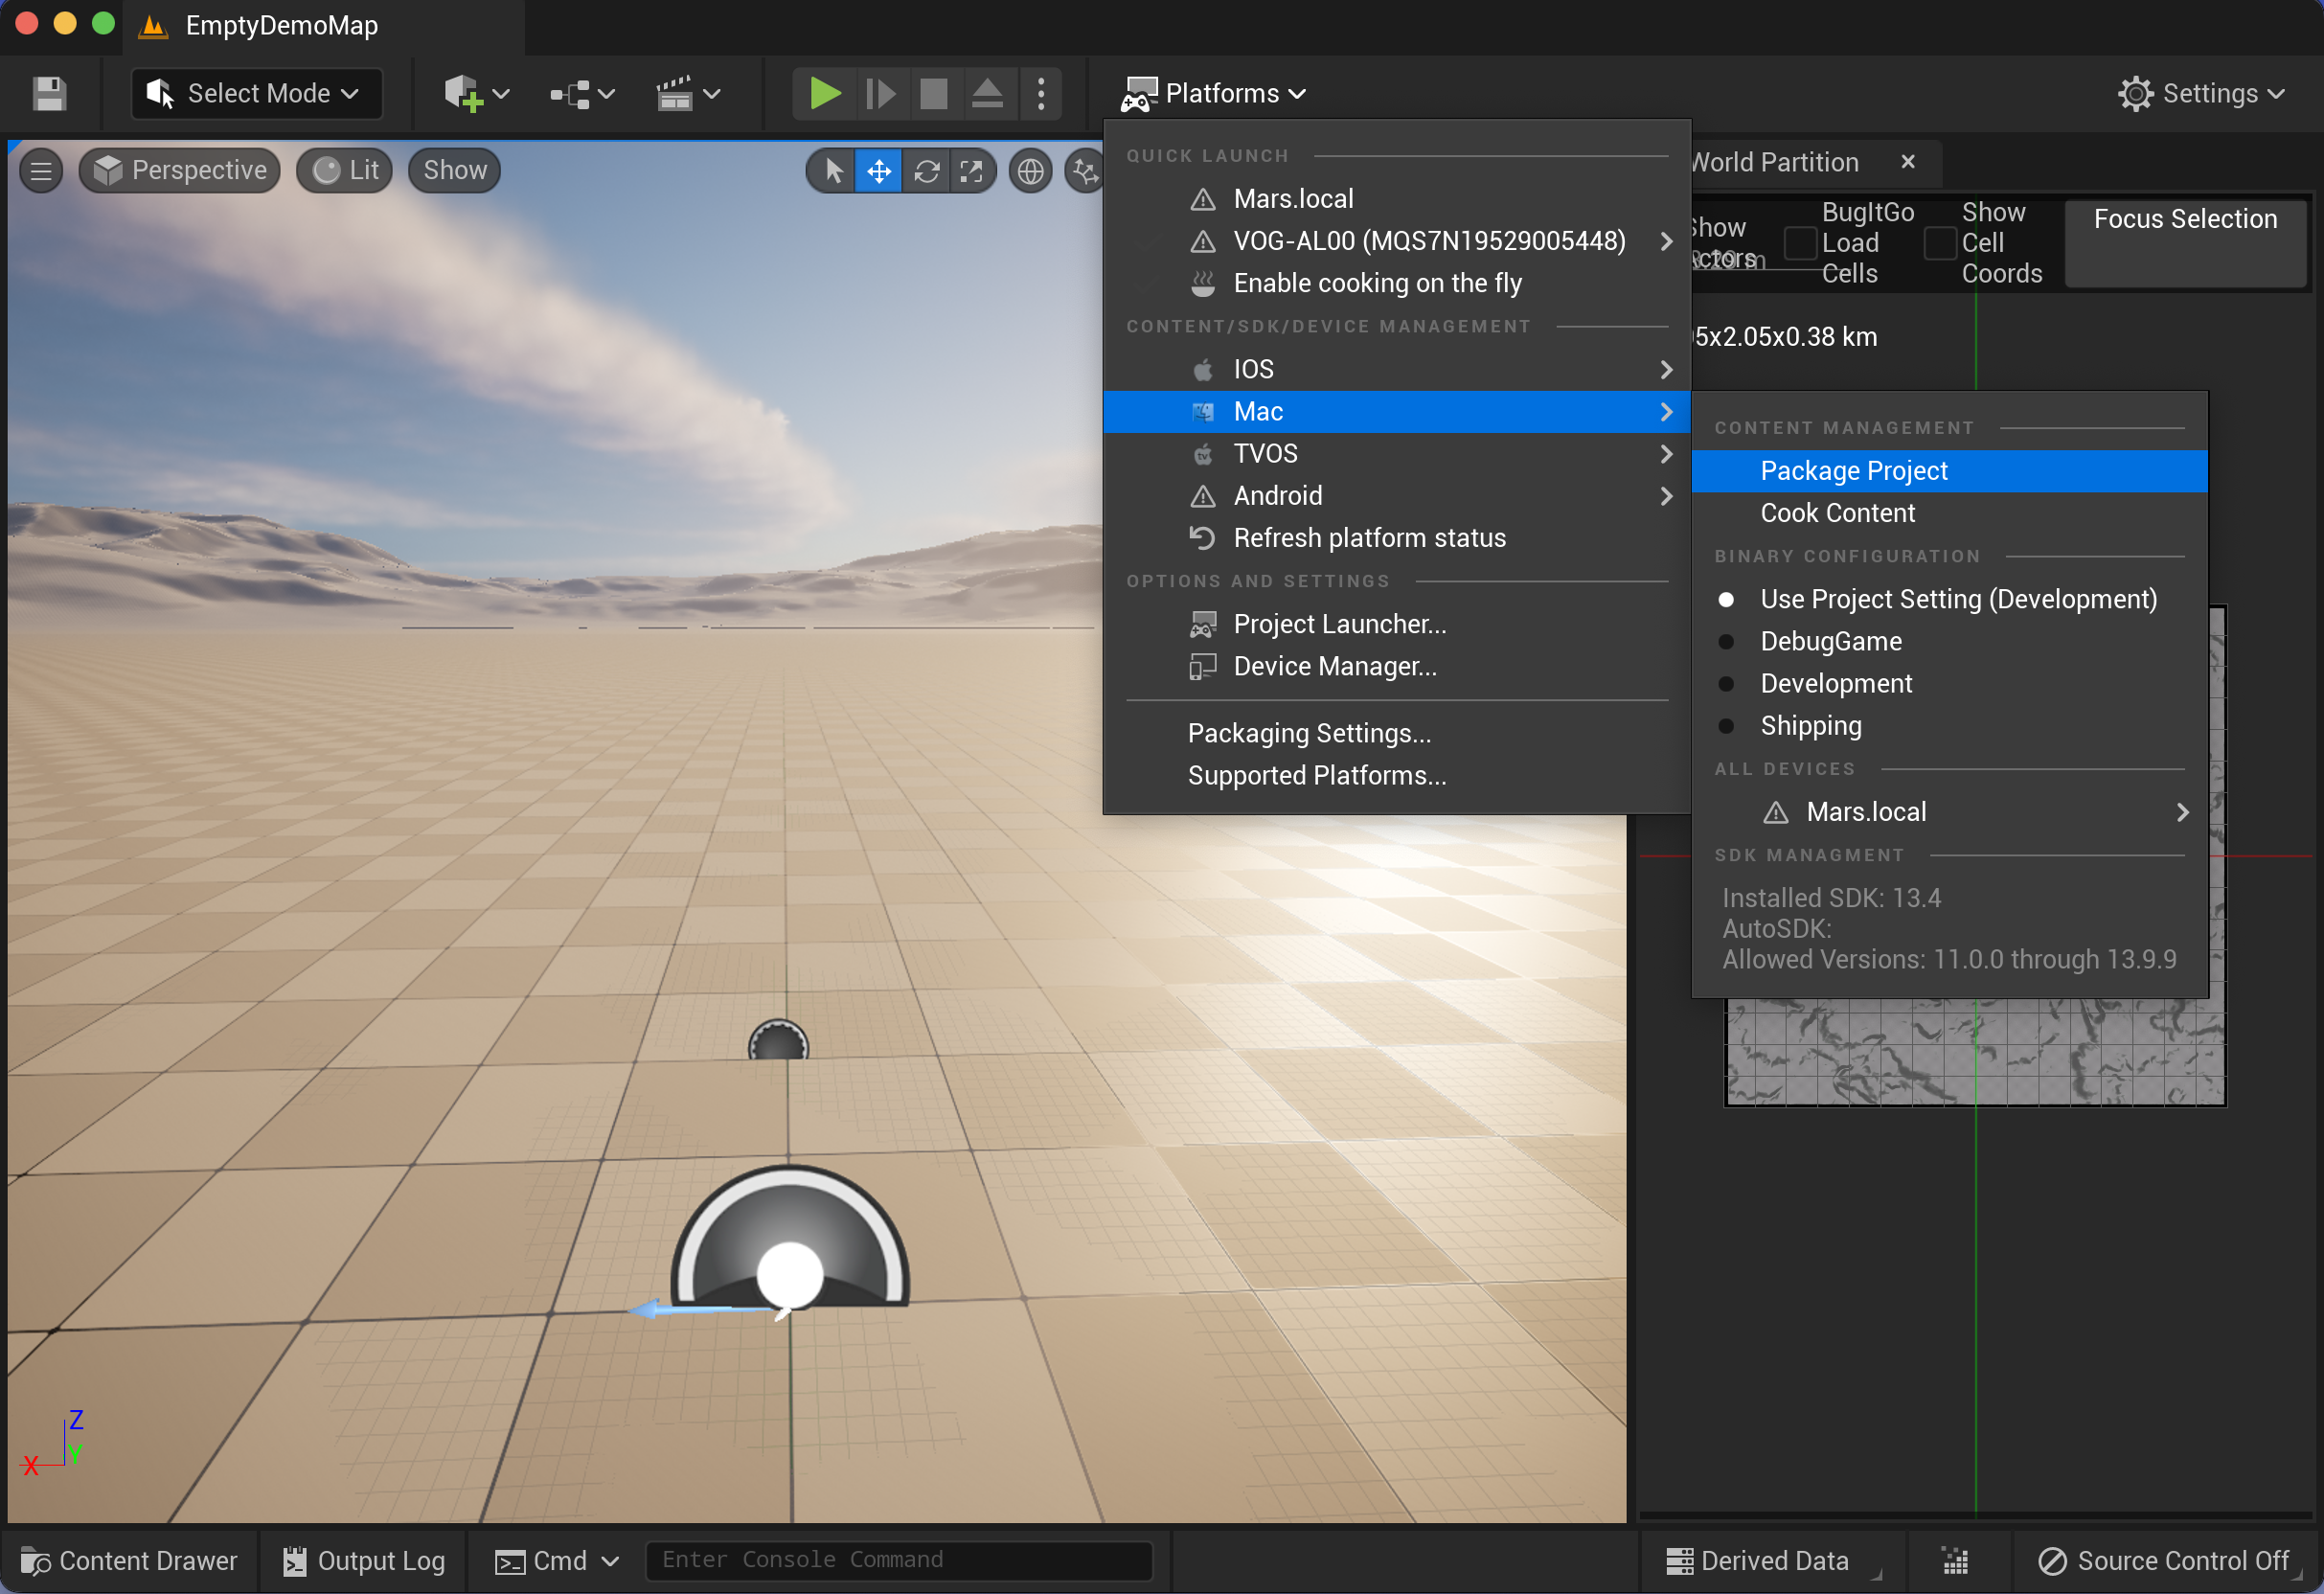 EmptyDemoMap
Select Mode
Platforms
Settings
Perspective
Lit
Show
QUICK LAUNCH
Mars.local
VOG-AL00 (MQS7N19529005448)
Enable cooking on the fly
CONTENT/SDK/DEVICE MANAGEMENT
IOS
Mac
TVOS
Android
Refresh platform status
OPTIONS AND SETTINGS
Project Launcher...
Device Manager...
Packaging Settings...
Supported Platforms...
World Partition
Show
Actors
BugItGo
Load
Cells
Show
Cell
Coords
Focus Selection
5x2.05x0.38 km
CONTENT MANAGEMENT
Package Project
Cook Content
BINARY CONFIGURATION
Use Project Setting (Development)
DebugGame
Development
Shipping
ALL DEVICES
Mars.local
SDK MANAGMENT
Installed SDK: 13.4
AutoSDK:
Allowed Versions: 11.0.0 through 13.9.9
Z
Y
X
Content Drawer
Output Log
Cmd
Enter Console Command
Derived Data
Source Control Off